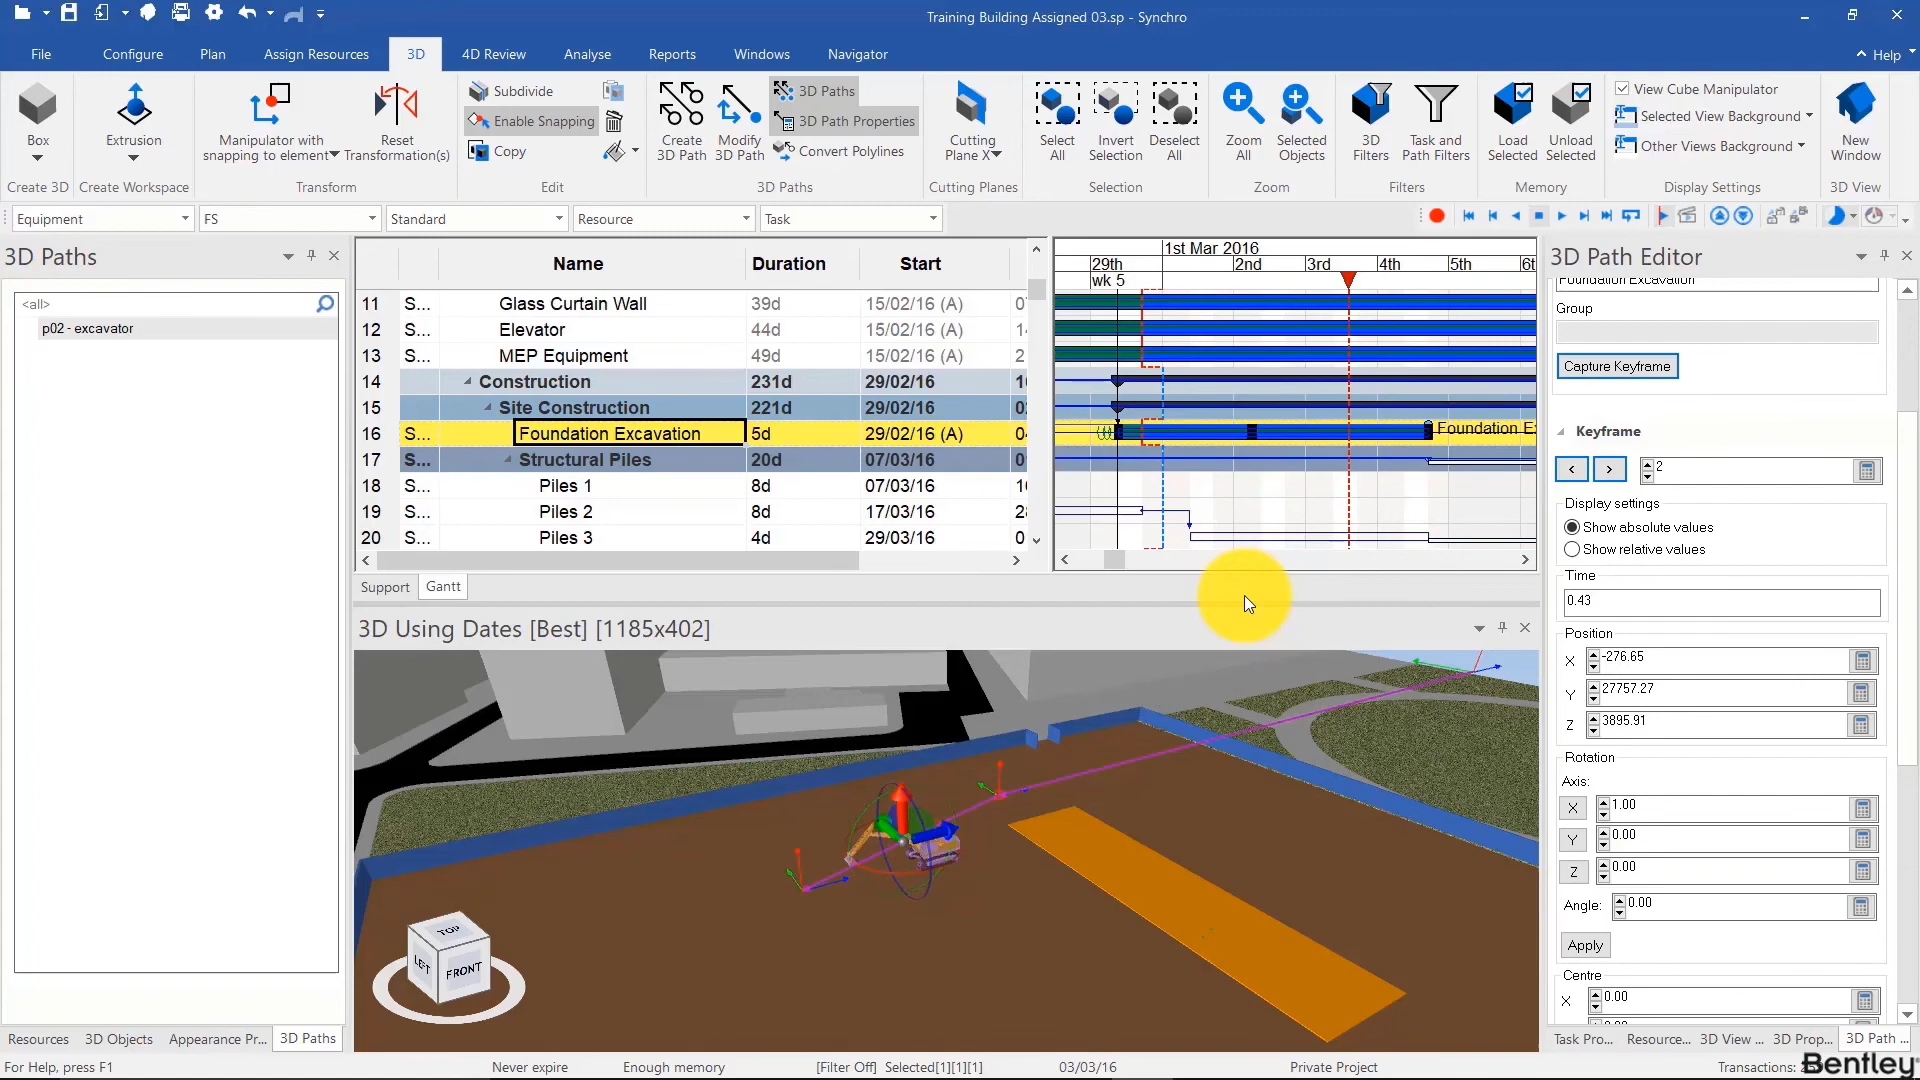 Training Building Assigned 03.sp - Synchro
File Configure Plan Assign Resources 3D 4D Review Analyse Reports Windows Navigator Help
Box
Create 3D
Extrusion
Create Workspace
Manipulator with
snapping to element
Reset
Transformation(s)
Transform
Subdivide
Enable Snapping
Copy
Edit
Create
3D Path
Modify
3D Path
3D Paths
3D Path Properties
Convert Polylines
3D Paths
Cutting
Plane X
Cutting Planes
Select
All
Invert
Selection
Deselect
All
Selection
Zoom
All
Selected
Objects
Zoom
3D
Filters
Task and
Path Filters
Filters
Load
Selected
Unload
Selected
Memory
View Cube Manipulator
Selected View Background
Other Views Background
Display Settings
New
Window
3D View
Equipment FS Standard Resource Task
3D Paths
<all>
p02 - excavator
Name Duration Start
11 S... Glass Curtain Wall 39d 15/02/16 (A)
12 S... Elevator 44d 15/02/16 (A)
13 S... MEP Equipment 49d 15/02/16 (A)
14 Construction 231d 29/02/16
15 Site Construction 221d 29/02/16
16 S... Foundation Excavation 5d 29/02/16 (A)
17 S... Structural Piles 20d 07/03/16
18 S... Piles 1 8d 07/03/16
19 S... Piles 2 8d 17/03/16
20 S... Piles 3 4d 29/03/16
1st Mar 2016
29th 2nd 3rd 4th 5th 6t
wk 5
Foundation E
Support Gantt
3D Using Dates [Best] [1185x402]
TOP
LEFT FRONT
3D Path Editor
Foundation Excavation
Group
Capture Keyframe
Keyframe
< > 2
Display settings
Show absolute values
Show relative values
Time
0.43
Position
X -276.65
Y 27757.27
Z 3895.91
Rotation
Axis:
X 1.00
Y 0.00
Z 0.00
Angle: 0.00
Apply
Centre
X 0.00
Resources 3D Objects Appearance Pr... 3D Paths
Task Pro... Resource... 3D View ... 3D Prop... 3D Path ...
For Help, press F1 Never expire Enough memory [Filter Off] Selected[1][1][1] 03/03/16 Private Project Transactions:
Bentley